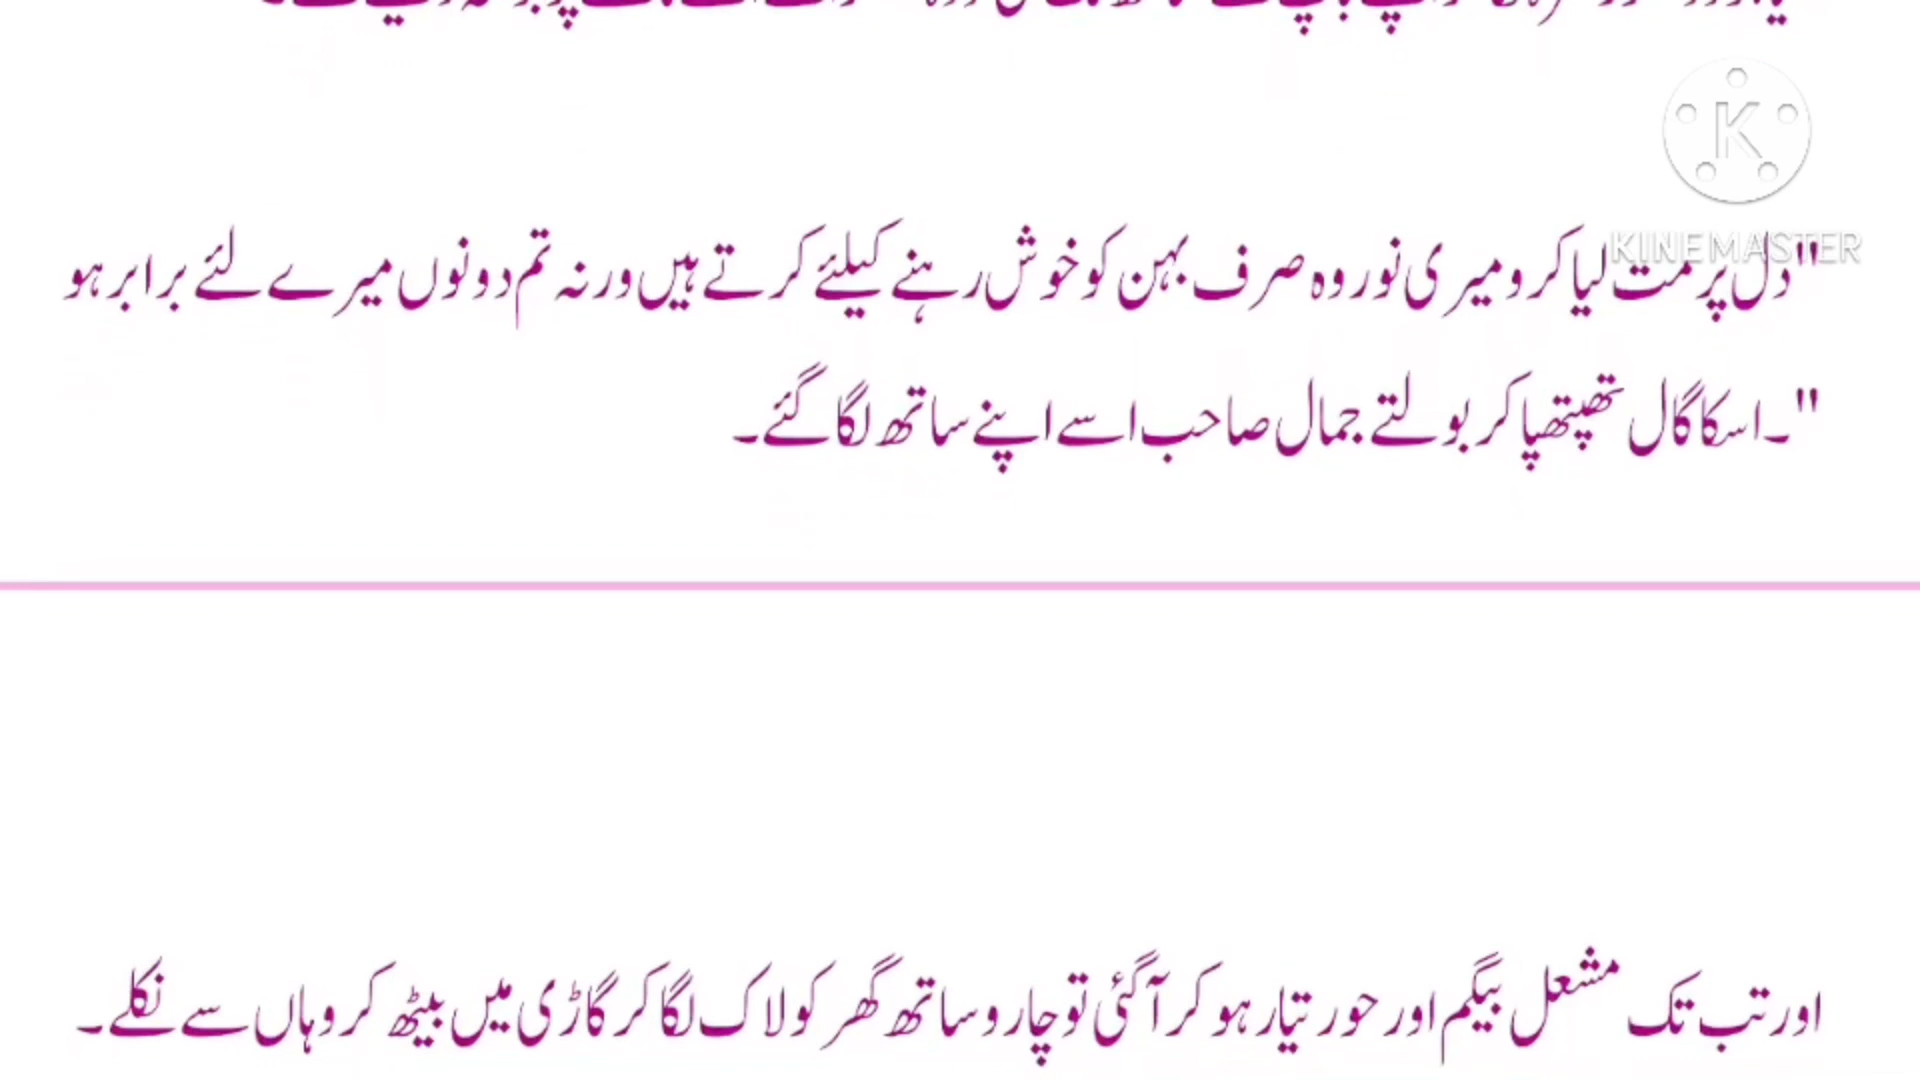 KINEMASTER
"دل پر مت لیا کرو میری نور وہ صرف بہن کو خوش رہنے کیلئے کرتے ہیں ورنہ تم دونوں میرے لئے برابر ہو
"۔اسکا گال تھپتھپا کر بولتے جمال صاحب اسے اپنے ساتھ لگا گئے۔
اور تب تک مشعل بیگم اور حور تیار ہو کر آ گئی تو چارو ساتھ گھر کو لاک لگا کر گاڑی میں بیٹھ کر وہاں سے نکلے۔